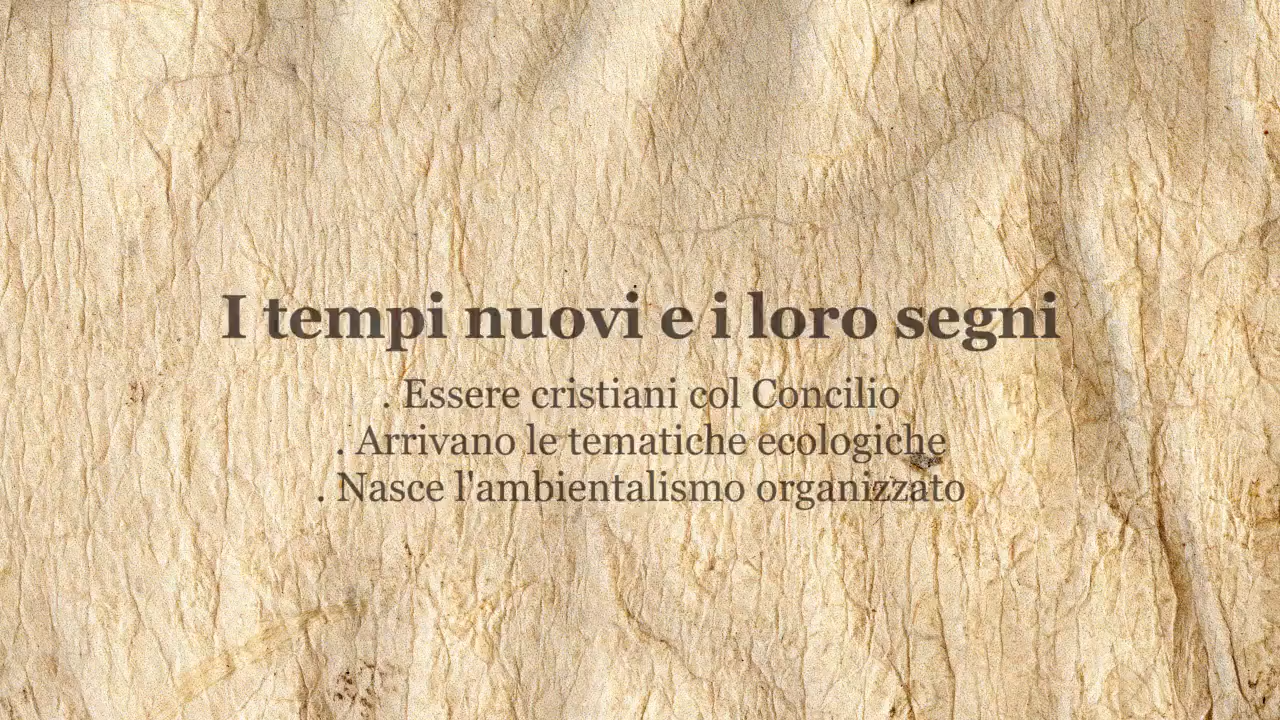 I tempi nuovi e i loro segni
. Essere cristiani col Concilio
. Arrivano le tematiche ecologiche
. Nasce l'ambientalismo organizzato